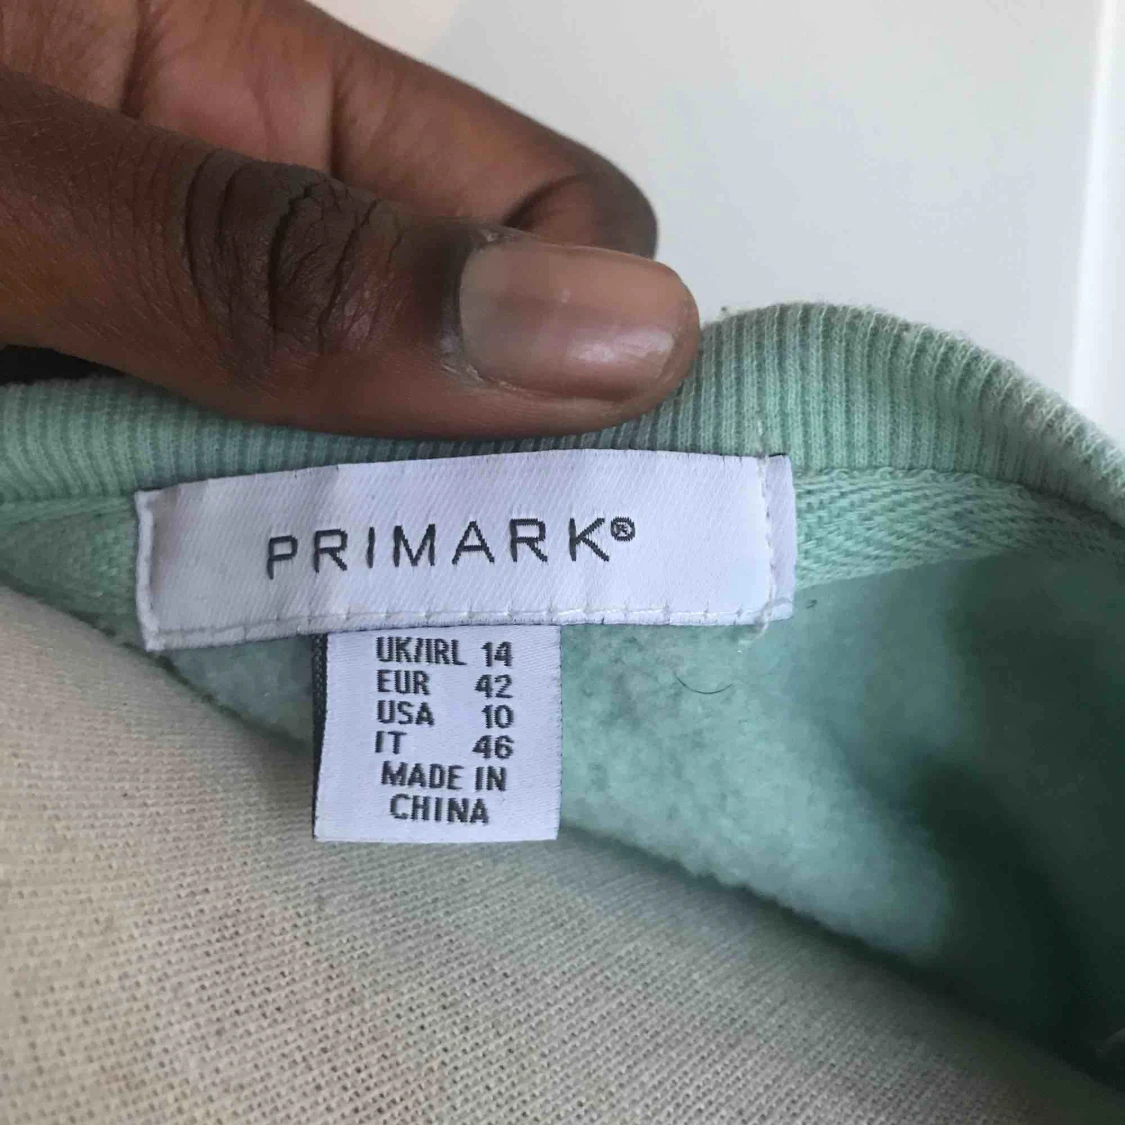 PRIMARK®
UK/IRL 14
EUR 42
USA 10
IT 46
MADE IN
CHINA